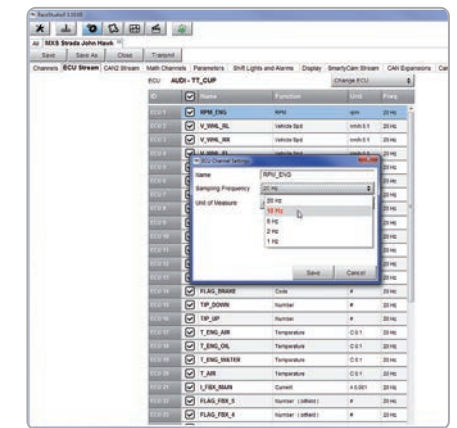 RaceStudio3
All MXS Strada John Hawk
Save Save As Close Transmit
Channels ECU Stream CAN2 Stream Math Channels Parameters Shift Lights and Alarms Display SmartyCam Stream CAN Expansions
ECU AUDI - TT_CUP Change ECU
ID Name Function Unit Freq
ECU 1 RPM_ENG RPM rpm 20 Hz
ECU 2 V_WHL_RL Vehicle Spd km/h 0.1 20 Hz
ECU 3 V_WHL_RR Vehicle Spd km/h 0.1 20 Hz
ECU Channel Settings
Name RPM_ENG
Sampling Frequency 20 Hz
Unit of Measure
20 Hz
10 Hz
5 Hz
2 Hz
1 Hz
Save Cancel
FLAG_BRAKE Code # 20 Hz
TIP_DOWN Number # 20 Hz
TIP_UP Number # 20 Hz
T_ENG_AIR Temperature C 0.1 20 Hz
T_ENG_OIL Temperature C 0.1 20 Hz
T_ENG_WATER Temperature C 0.1 20 Hz
T_AIR Temperature C 0.1 20 Hz
I_FBX_MAIN Current A 0.001 20 Hz
FLAG_FBX_5 Number (bitfield) # 20 Hz
FLAG_FBX_4 Number (bitfield) # 20 Hz